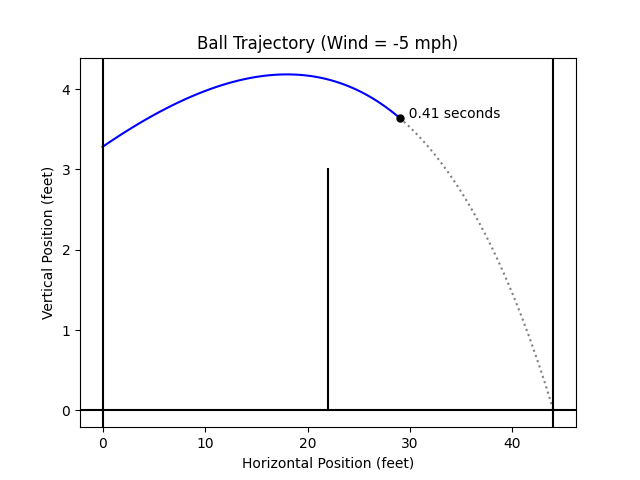 Ball Trajectory (Wind = -5 mph)
4
3
2
1
0
Vertical Position (feet)
0.41 seconds
0 10 20 30 40
Horizontal Position (feet)